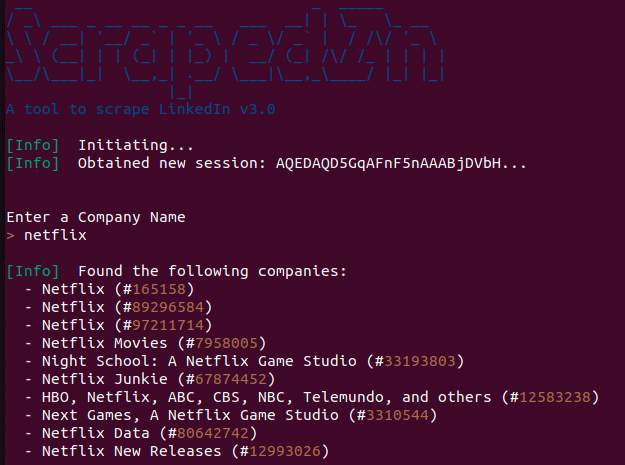 ScrapedIn
A tool to scrape LinkedIn v3.0
[Info] Initiating...
[Info] Obtained new session: AQEDAQD5GqAFnF5nAAABjDVbH...
Enter a Company Name
> netflix
[Info] Found the following companies:
- Netflix (#165158)
- Netflix (#89296584)
- Netflix (#97211714)
- Netflix Movies (#7958005)
- Night School: A Netflix Game Studio (#33193803)
- Netflix Junkie (#67874452)
- HBO, Netflix, ABC, CBS, NBC, Telemundo, and others (#12583238)
- Next Games, A Netflix Game Studio (#3310544)
- Netflix Data (#80642742)
- Netflix New Releases (#12993026)